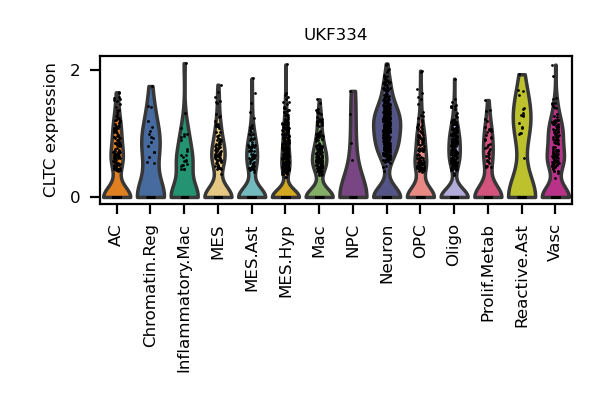 UKF334
CLTC expression
2
0
AC
Chromatin.Reg
Inflammatory.Mac
MES
MES.Ast
MES.Hyp
Mac
NPC
Neuron
OPC
Oligo
Prolif.Metab
Reactive.Ast
Vasc